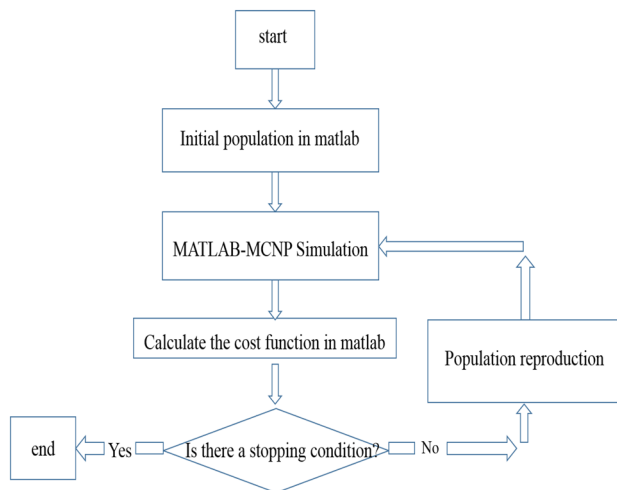 start
Initial population in matlab
MATLAB-MCNP Simulation
Calculate the cost function in matlab
Population reproduction
Is there a stopping condition?
Yes
No
end